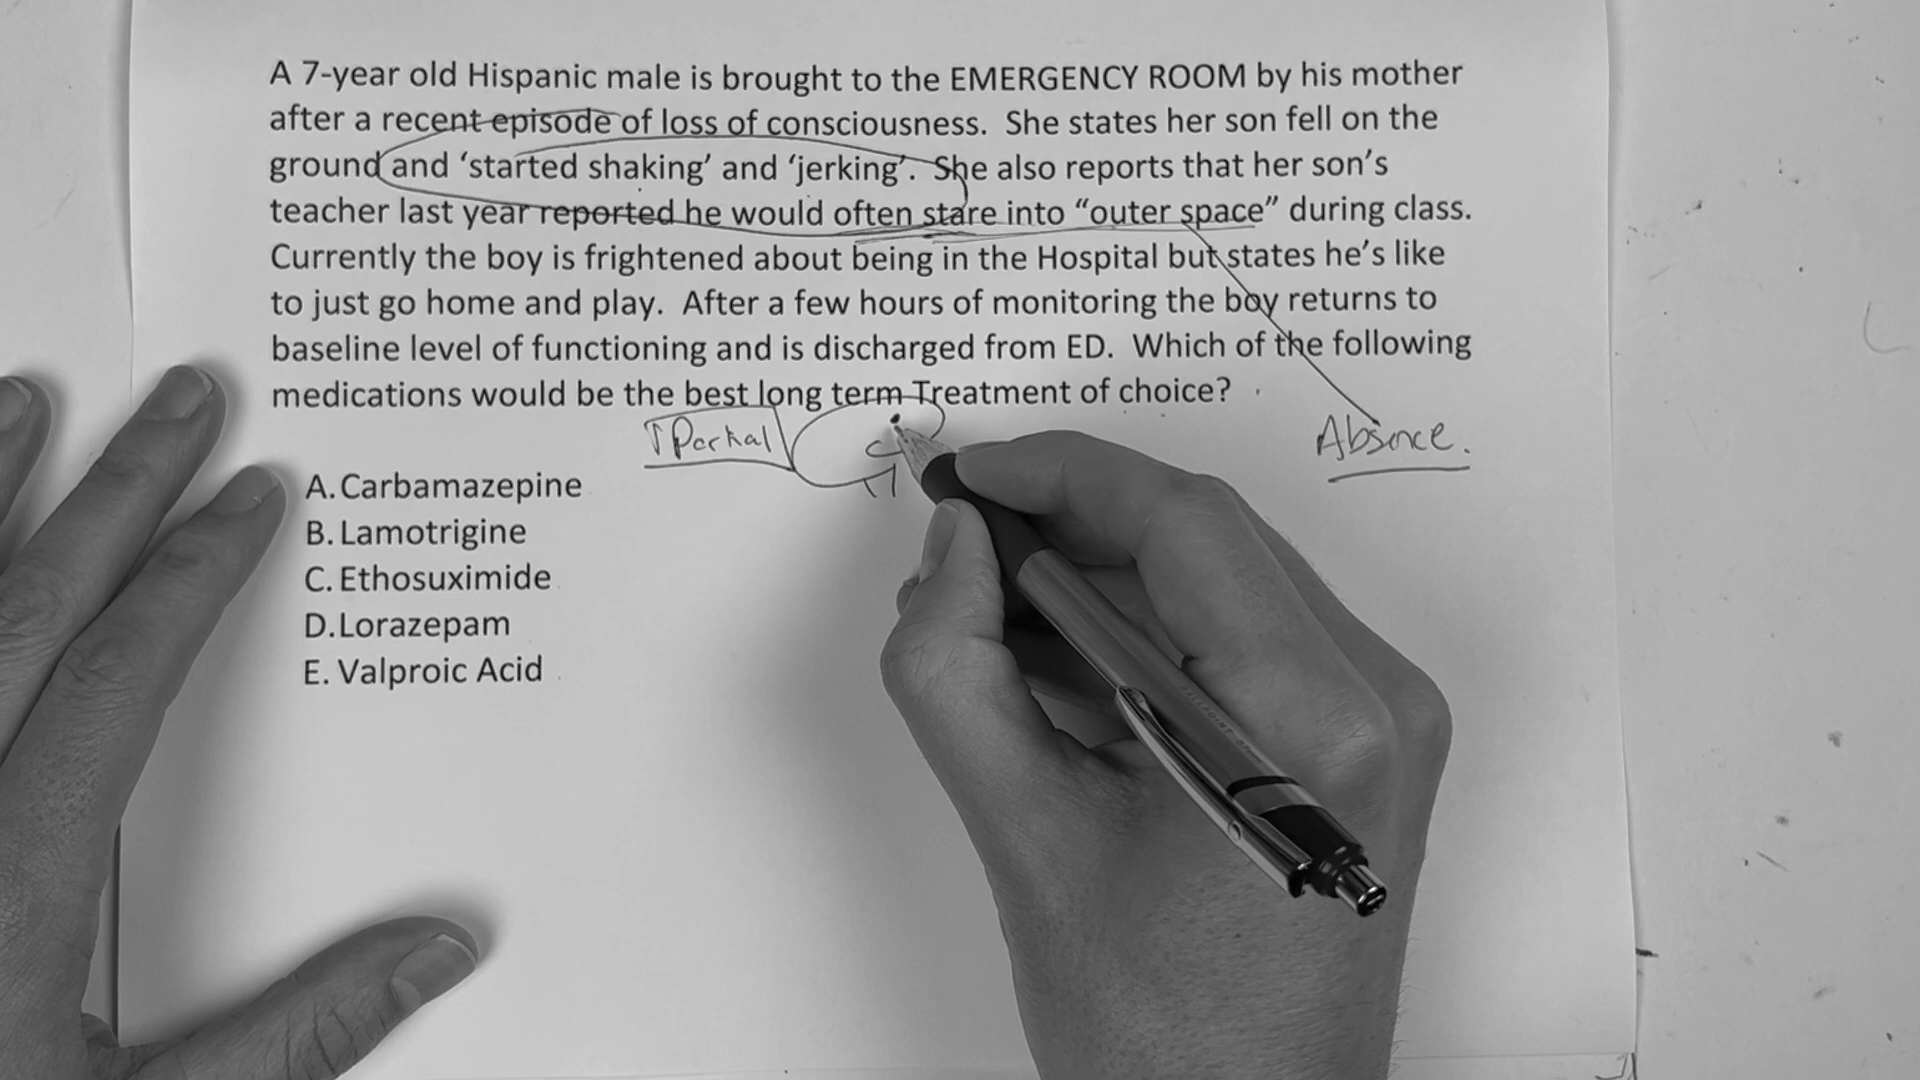 A 7-year old Hispanic male is brought to the EMERGENCY ROOM by his mother
after a recent episode of loss of consciousness. She states her son fell on the
ground and ‘started shaking’ and ‘jerking’. She also reports that her son’s
teacher last year reported he would often stare into “outer space” during class.
Currently the boy is frightened about being in the Hospital but states he’s like
to just go home and play. After a few hours of monitoring the boy returns to
baseline level of functioning and is discharged from ED. Which of the following
medications would be the best long term Treatment of choice?
Absence.
A. Carbamazepine
B. Lamotrigine
C. Ethosuximide
D. Lorazepam
E. Valproic Acid